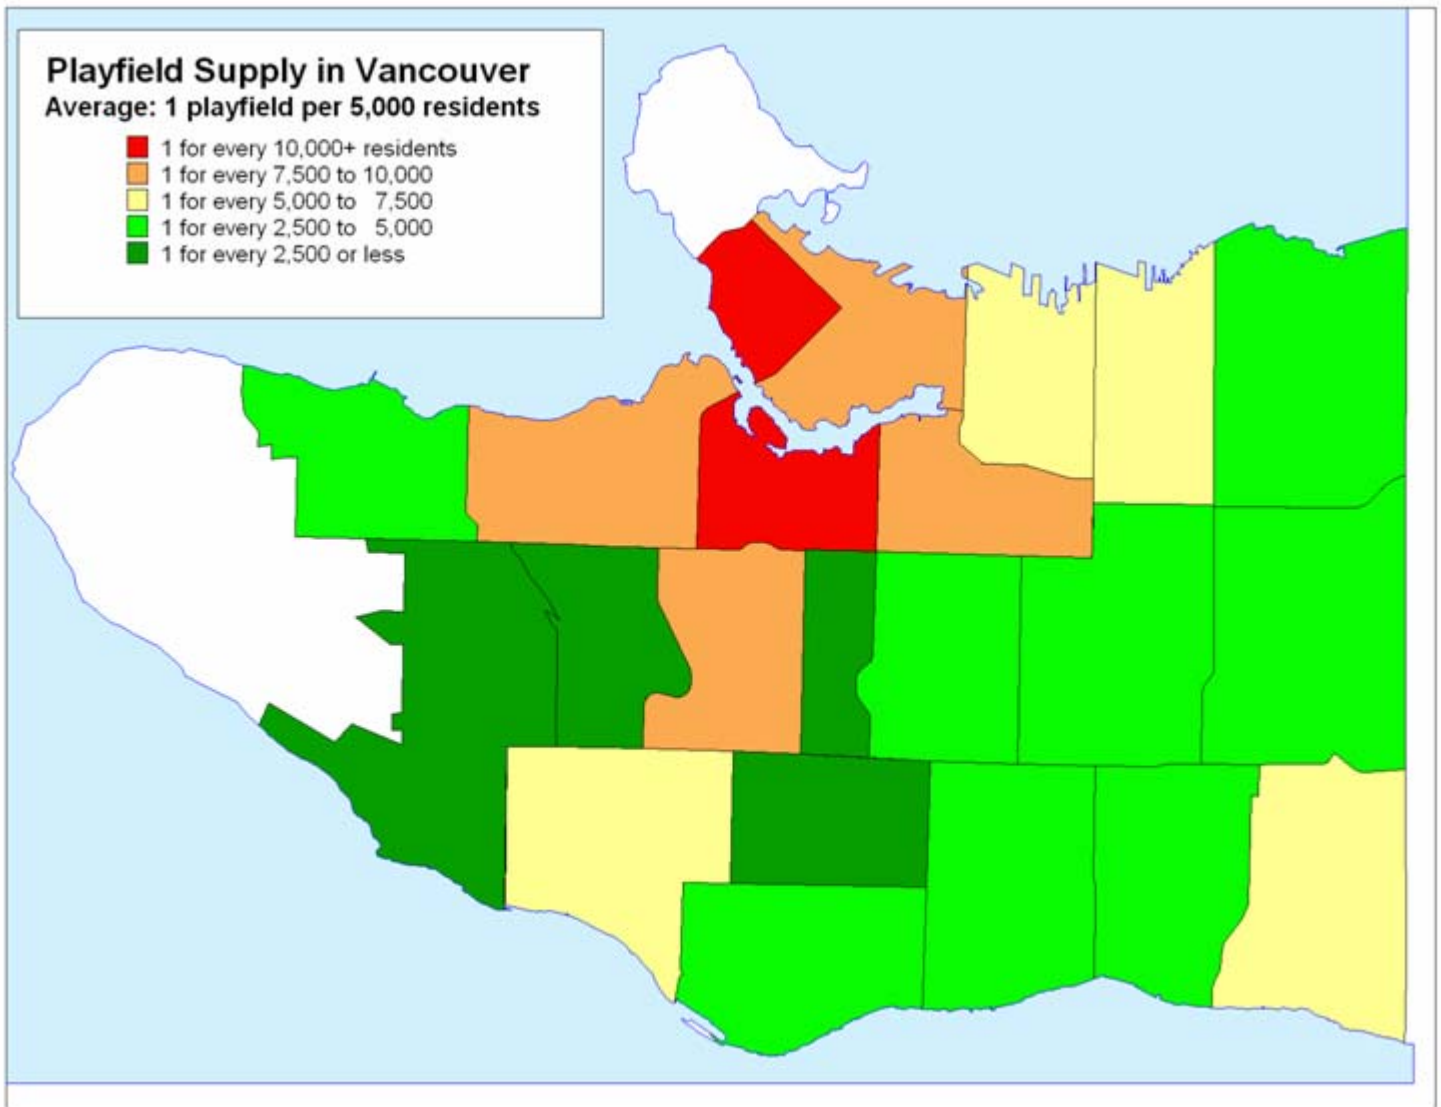 Playfield Supply in Vancouver
Average: 1 playfield per 5,000 residents
1 for every 10,000+ residents
1 for every 7,500 to 10,000
1 for every 5,000 to 7,500
1 for every 2,500 to 5,000
1 for every 2,500 or less